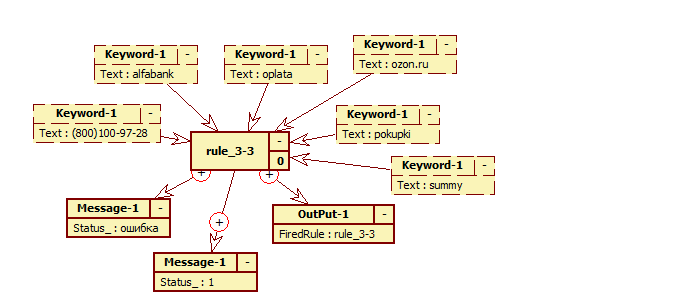 Keyword-1 -
Text : ozon.ru
Keyword-1 -
Text : alfabank
Keyword-1 -
Text : oplata
Keyword-1 -
Text : (800)100-97-28
Keyword-1 -
Text : pokupki
rule_3-3 -
0
Keyword-1 -
Text : summy
+
+
Message-1 -
Status_ : ошибка
OutPut-1 -
FiredRule : rule_3-3
+
Message-1 -
Status_ : 1